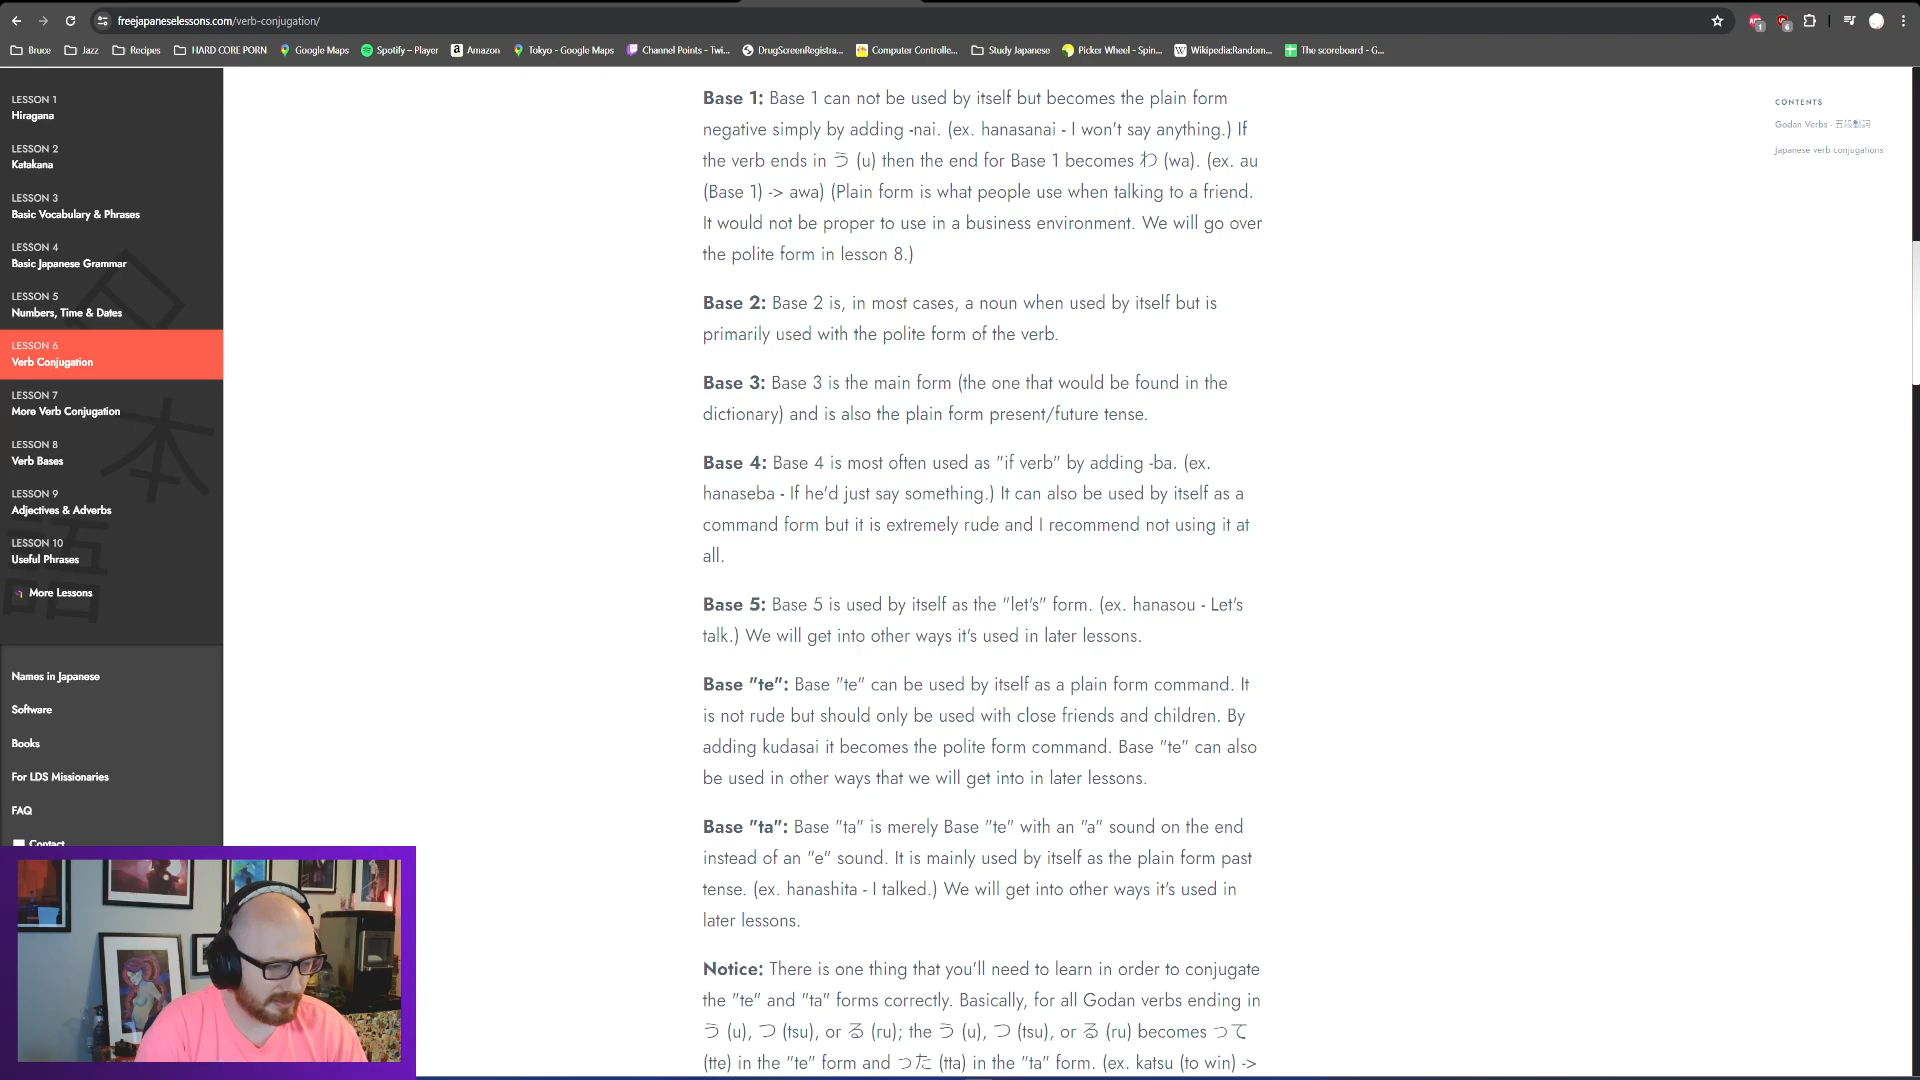 freejapaneselessons.com/verb-conjugation/
Bruce
Jazz
Recipes
HARD CORE PORN
Google Maps
Spotify – Player
Amazon
Tokyo - Google Maps
Channel Points - Twi...
DrugScreenRegistra...
Computer Controlle...
Study Japanese
Picker Wheel - Spin...
Wikipedia:Random...
The scoreboard - G...
LESSON 1
Hiragana
LESSON 2
Katakana
LESSON 3
Basic Vocabulary & Phrases
LESSON 4
Basic Japanese Grammar
LESSON 5
Numbers, Time & Dates
LESSON 6
Verb Conjugation
LESSON 7
More Verb Conjugation
LESSON 8
Verb Bases
LESSON 9
Adjectives & Adverbs
LESSON 10
Useful Phrases
More Lessons
日
本
語
Names in Japanese
Software
Books
For LDS Missionaries
FAQ
Contact
Base 1: Base 1 can not be used by itself but becomes the plain form
negative simply by adding -nai. (ex. hanasanai - I won't say anything.) If
the verb ends in う (u) then the end for Base 1 becomes わ (wa). (ex. au
(Base 1) -> awa) (Plain form is what people use when talking to a friend.
It would not be proper to use in a business environment. We will go over
the polite form in lesson 8.)
Base 2: Base 2 is, in most cases, a noun when used by itself but is
primarily used with the polite form of the verb.
Base 3: Base 3 is the main form (the one that would be found in the
dictionary) and is also the plain form present/future tense.
Base 4: Base 4 is most often used as "if verb" by adding -ba. (ex.
hanaseba - If he'd just say something.) It can also be used by itself as a
command form but it is extremely rude and I recommend not using it at
all.
Base 5: Base 5 is used by itself as the "let's" form. (ex. hanasou - Let's
talk.) We will get into other ways it's used in later lessons.
Base "te": Base "te" can be used by itself as a plain form command. It
is not rude but should only be used with close friends and children. By
adding kudasai it becomes the polite form command. Base "te" can also
be used in other ways that we will get into in later lessons.
Base "ta": Base "ta" is merely Base "te" with an "a" sound on the end
instead of an "e" sound. It is mainly used by itself as the plain form past
tense. (ex. hanashita - I talked.) We will get into other ways it's used in
later lessons.
Notice: There is one thing that you'll need to learn in order to conjugate
the "te" and "ta" forms correctly. Basically, for all Godan verbs ending in
う (u), つ (tsu), or る (ru); the う (u), つ (tsu), or る (ru) becomes って
(tte) in the "te" form and った (tta) in the "ta" form. (ex. katsu (to win) ->
CONTENTS
Godan Verbs - 五段動詞
Japanese verb conjugations